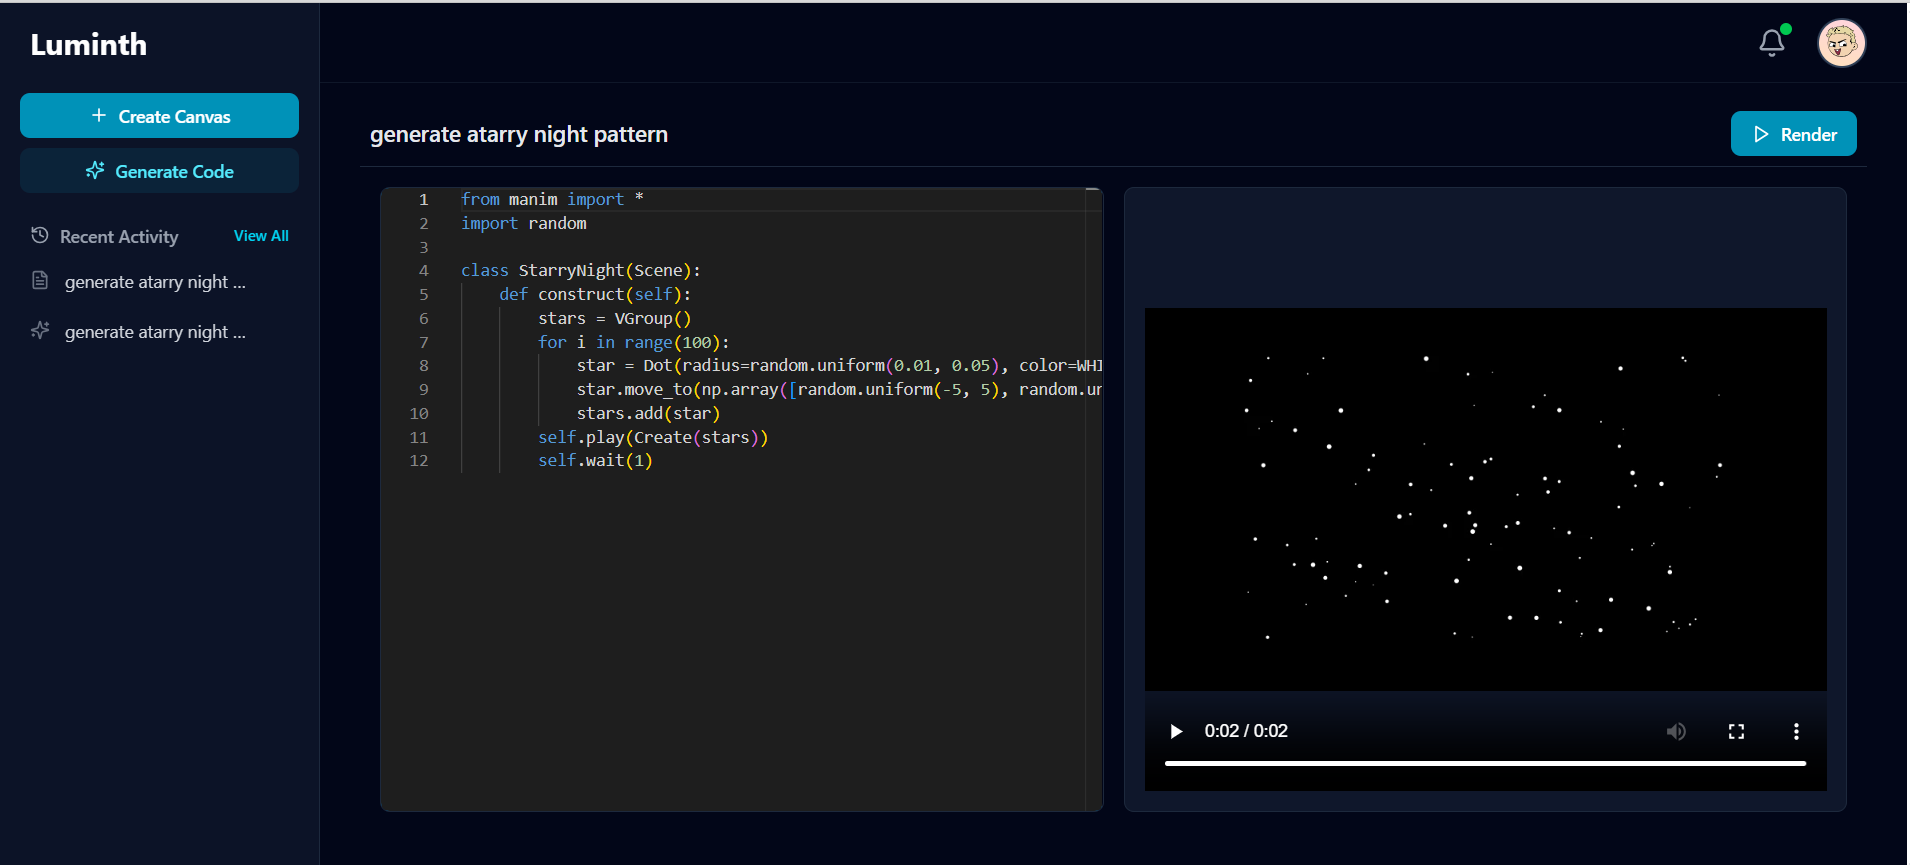 Luminth
Create Canvas
Generate Code
Recent Activity
View All
generate atarry night ...
generate atarry night ...
generate atarry night pattern
Render
1 from manim import *
2 import random
3
4 class StarryNight(Scene):
5 def construct(self):
6 stars = VGroup()
7 for i in range(100):
8 star = Dot(radius=random.uniform(0.01, 0.05), color=WHI
9 star.move_to(np.array([random.uniform(-5, 5), random.un
10 stars.add(star)
11 self.play(Create(stars))
12 self.wait(1)
0:02 / 0:02